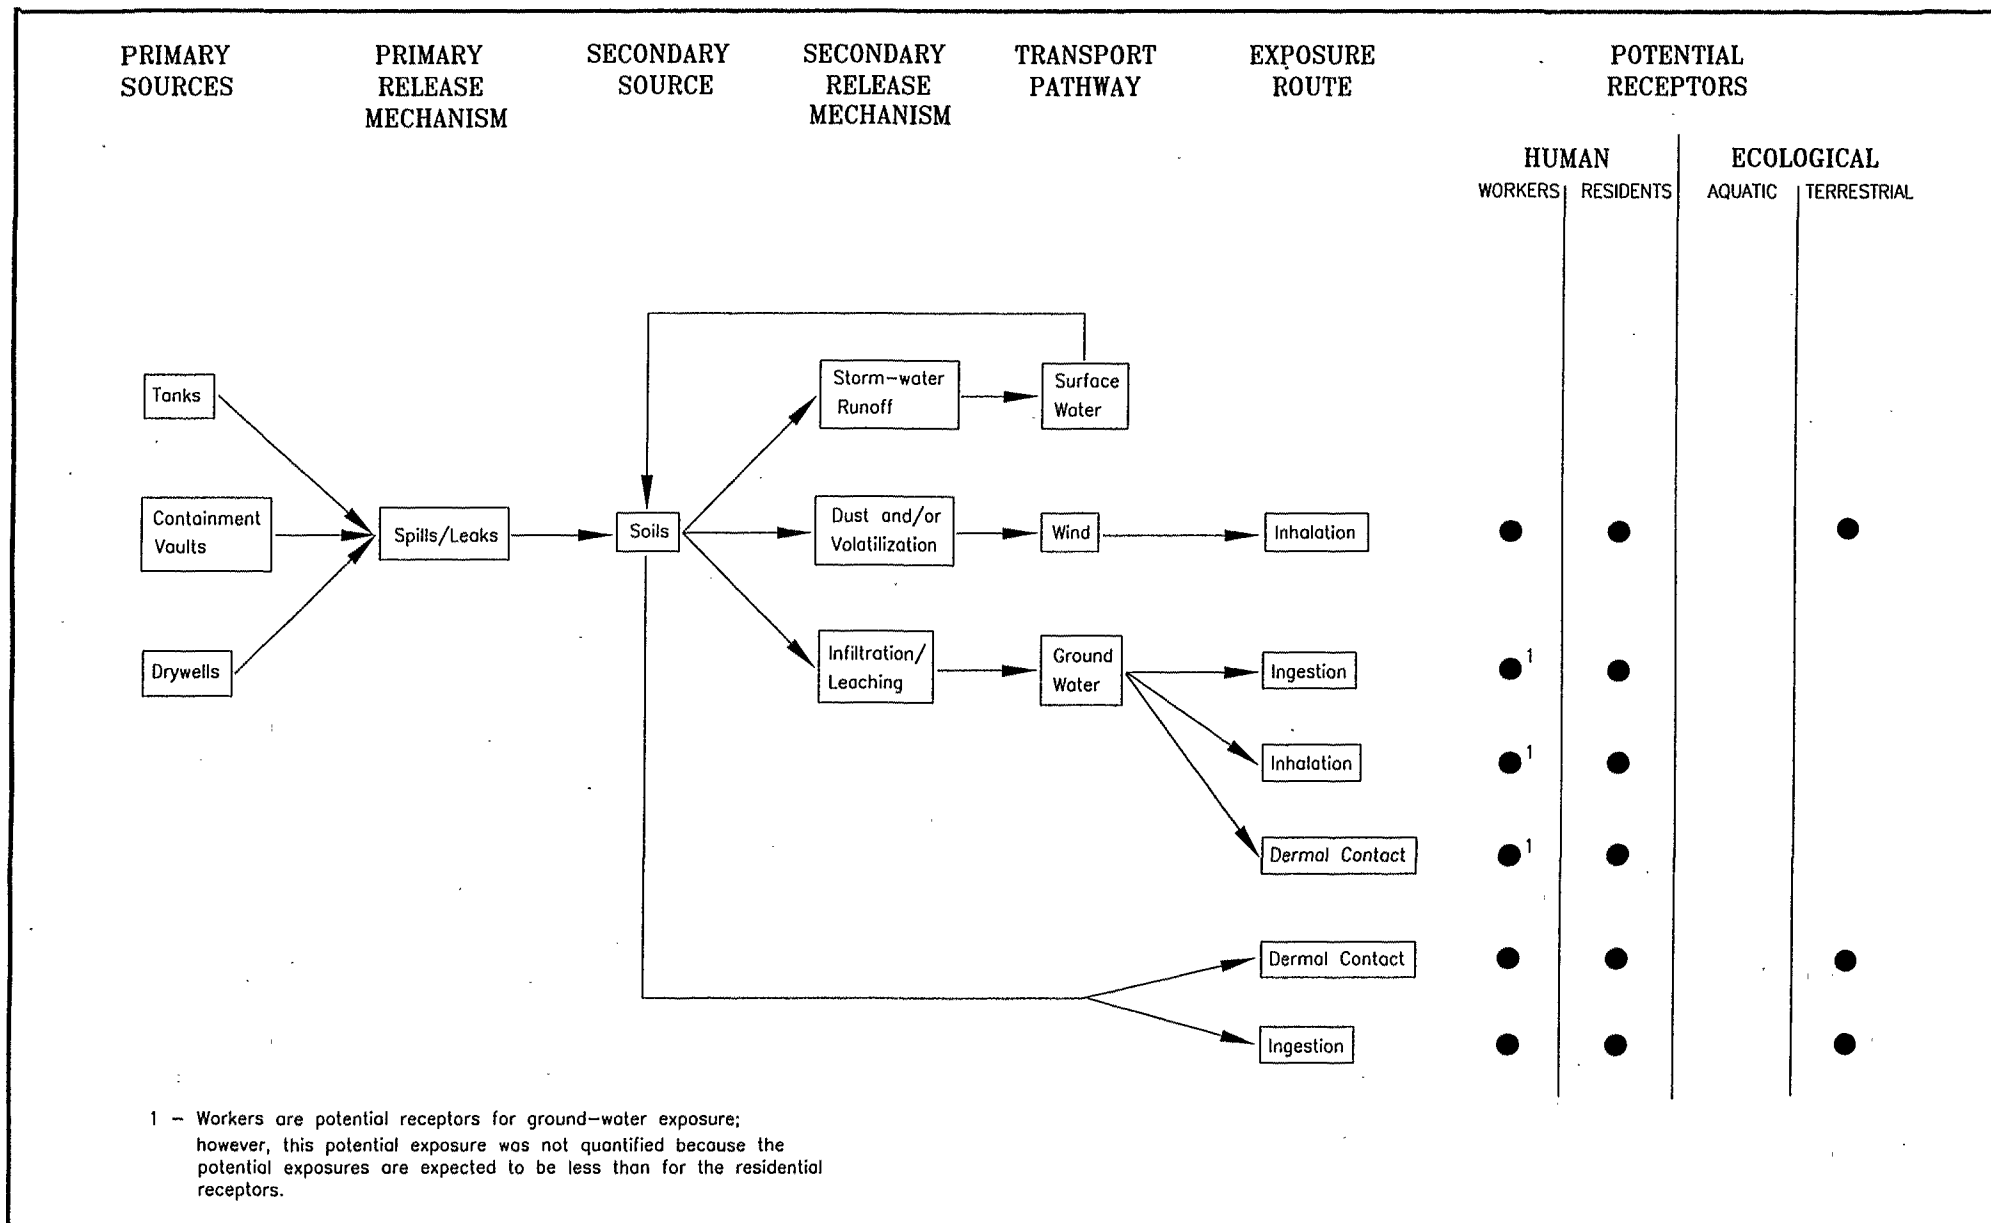 PRIMARY
SOURCES
PRIMARY
RELEASE
MECHANISM
SECONDARY
SOURCE
SECONDARY
RELEASE
MECHANISM
TRANSPORT
PATHWAY
EXPOSURE
ROUTE
POTENTIAL
RECEPTORS
HUMAN
ECOLOGICAL
WORKERS
RESIDENTS
AQUATIC
TERRESTRIAL
Tanks
Containment
Vaults
Drywells
Spills/Leaks
Soils
Storm-water
Runoff
Surface
Water
Dust and/or
Volatilization
Wind
Inhalation
Infiltration/
Leaching
Ground
Water
Ingestion
1
Inhalation
1
Dermal Contact
1
Dermal Contact
Ingestion
1 - Workers are potential receptors for ground-water exposure;
however, this potential exposure was not quantified because the
potential exposures are expected to be less than for the residential
receptors.